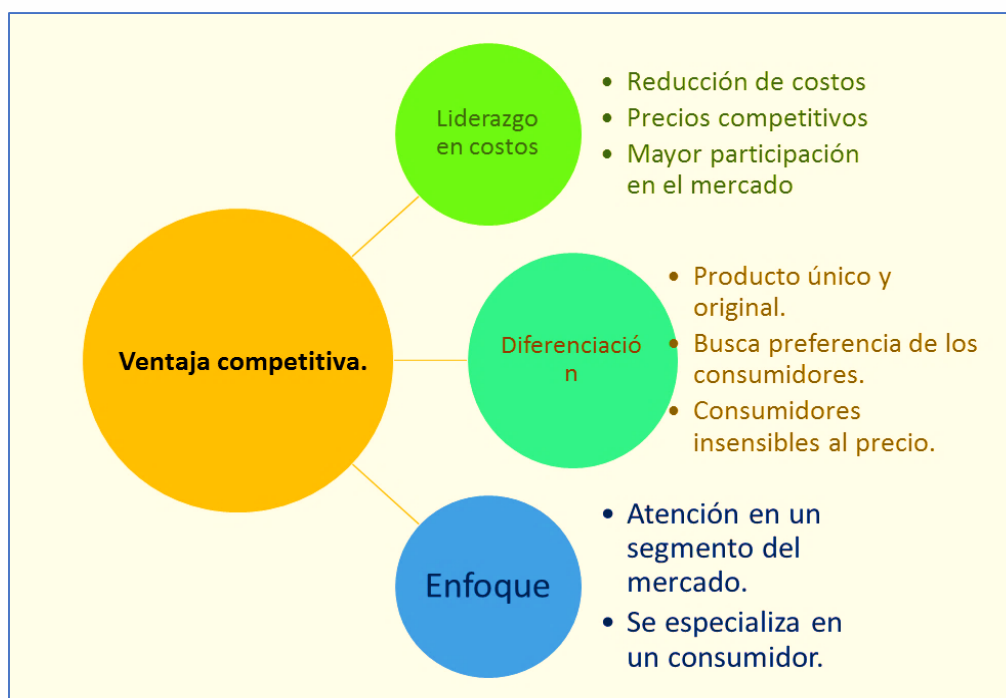 Liderazgo
en costos
• Reducción de costos
• Precios competitivos
• Mayor participación
en el mercado
Ventaja competitiva.
Diferenciació
n
• Producto único y
original.
• Busca preferencia de los
consumidores.
• Consumidores
insensibles al precio.
Enfoque
• Atención en un
segmento del
mercado.
• Se especializa en
un consumidor.